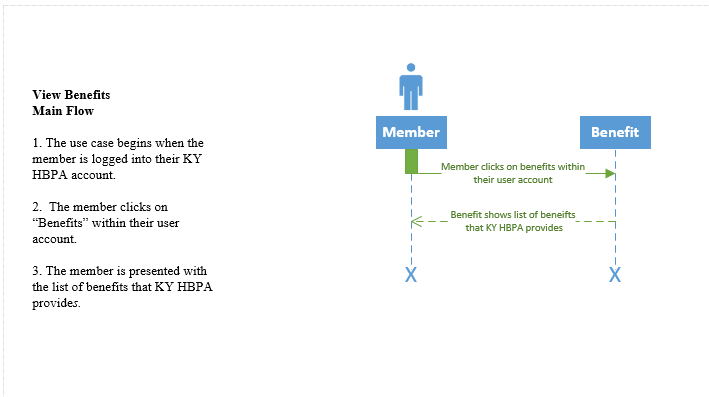 View Benefits
Main Flow
1. The use case begins when the
member is logged into their KY
HBPA account.
2.  The member clicks on
“Benefits” within their user
account.
3. The member is presented with
the list of benefits that KY HBPA
provides.
Member
Benefit
Member clicks on benefits within
their user account
Benefit shows list of beneifts
that KY HBPA provides
X
X